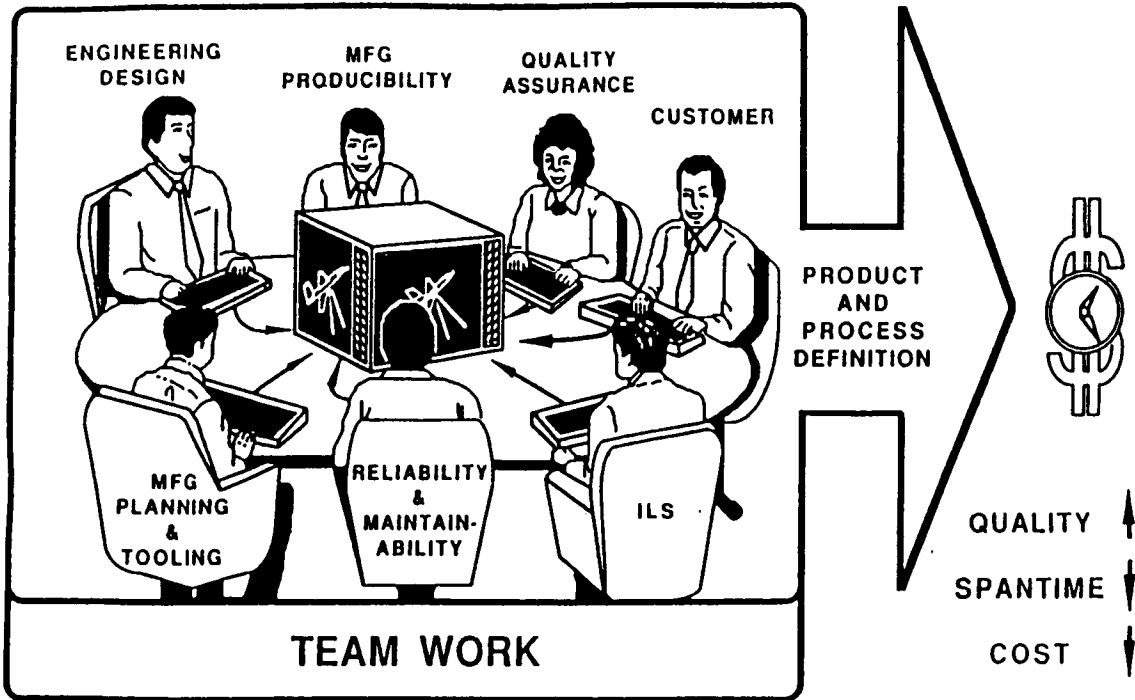 ENGINEERING
DESIGN
MFG
PRODUCIBILITY
QUALITY
ASSURANCE
CUSTOMER
MFG
PLANNING
&
TOOLING
RELIABILITY
&
MAINTAIN-
ABILITY
ILS
TEAM WORK
PRODUCT
AND
PROCESS
DEFINITION
$
QUALITY
SPANTIME
COST